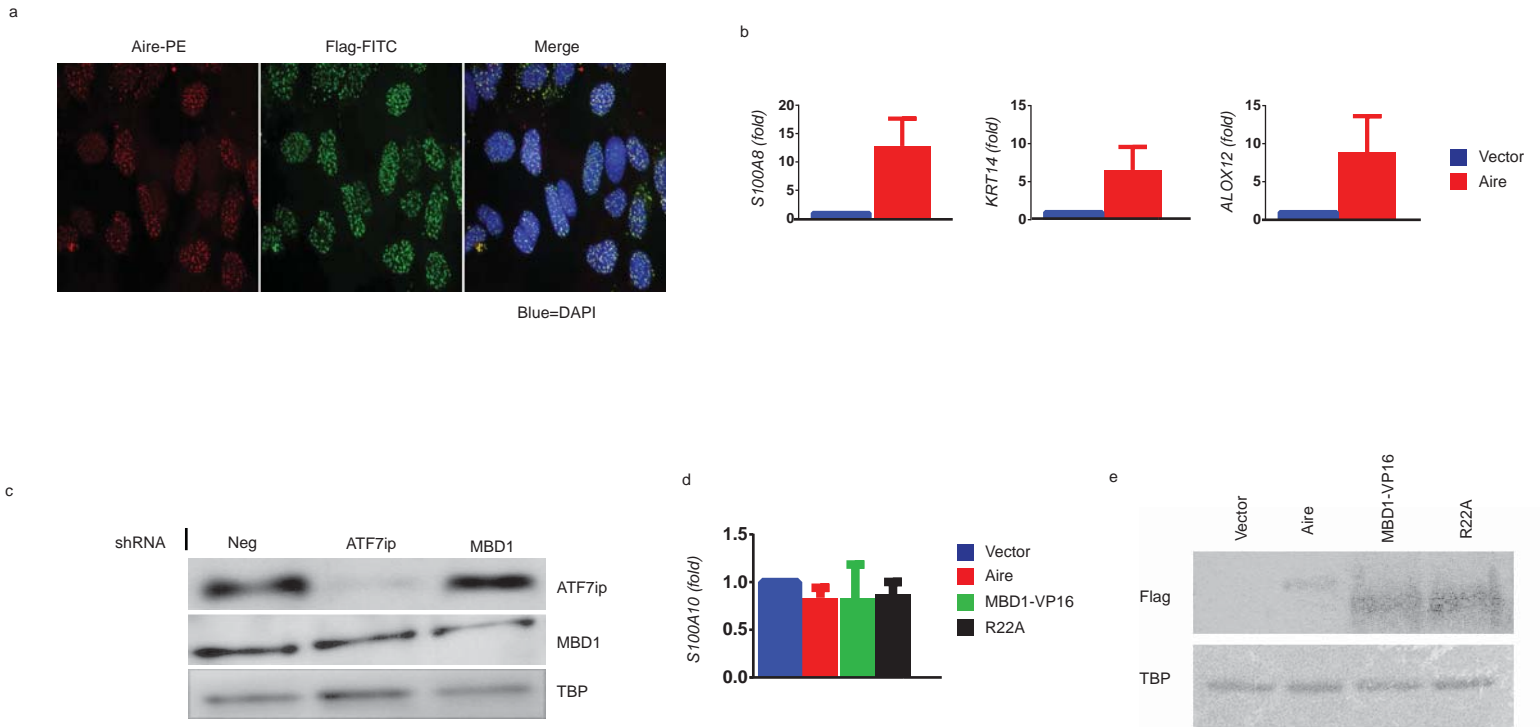 a
Aire-PE
Flag-FITC
Merge
Blue=DAPI
b
S100A8 (fold)
20
15
10
5
0
KRT14 (fold)
15
10
5
0
ALOX12 (fold)
15
10
5
0
Vector
Aire
c
shRNA
Neg
ATF7ip
MBD1
ATF7ip
MBD1
TBP
d
S100A10 (fold)
1.5
1.0
0.5
0.0
Vector
Aire
MBD1-VP16
R22A
e
Vector
Aire
MBD1-VP16
R22A
Flag
TBP